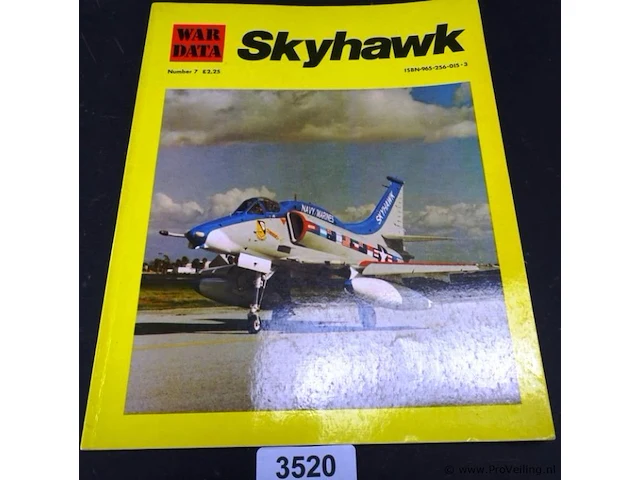 WAR
DATA
Skyhawk
Number 7 £2.25
ISBN-965-256-015-3
NAVY/MARINES
SKYHAWK
3520
© www.ProVeiling.nl